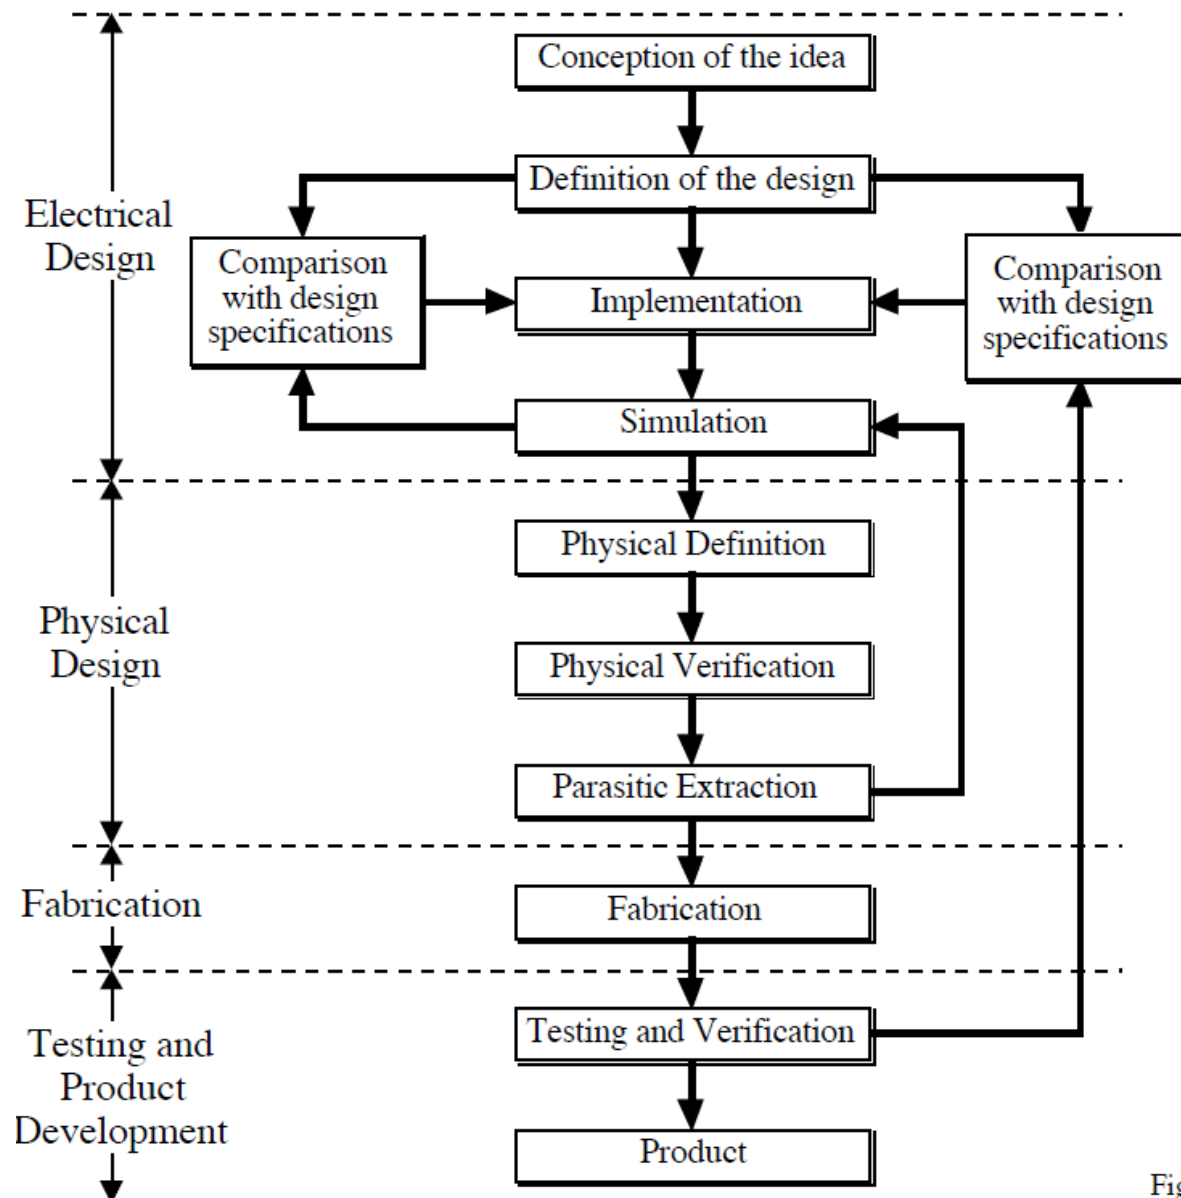 Conception of the idea
Definition of the design
Electrical
Design
Comparison
with design
specifications
Implementation
Comparison
with design
specifications
Simulation
Physical Definition
Physical
Design
Physical Verification
Parasitic Extraction
Fabrication
Fabrication
Testing and Verification
Testing and
Product
Development
Product
Fig